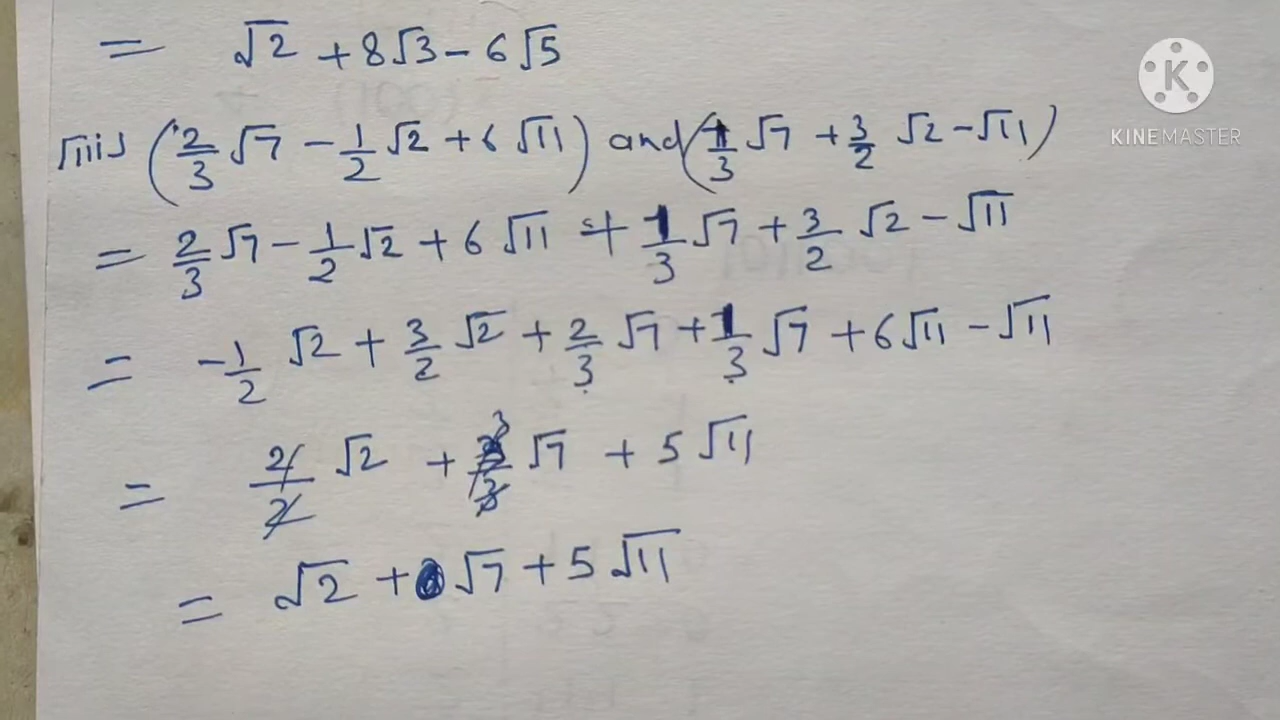 = √2 + 8√3 - 6√5
K
KINEMASTER
(iii) (2/3 √7 - 1/2 √2 + 6√11) and (1/3 √7 + 3/2 √2 - √11)
= 2/3 √7 - 1/2 √2 + 6√11 + 1/3 √7 + 3/2 √2 - √11
= -1/2 √2 + 3/2 √2 + 2/3 √7 + 1/3 √7 + 6√11 - √11
= 2/2 √2 + 3/3 √7 + 5√11
= √2 + √7 + 5√11